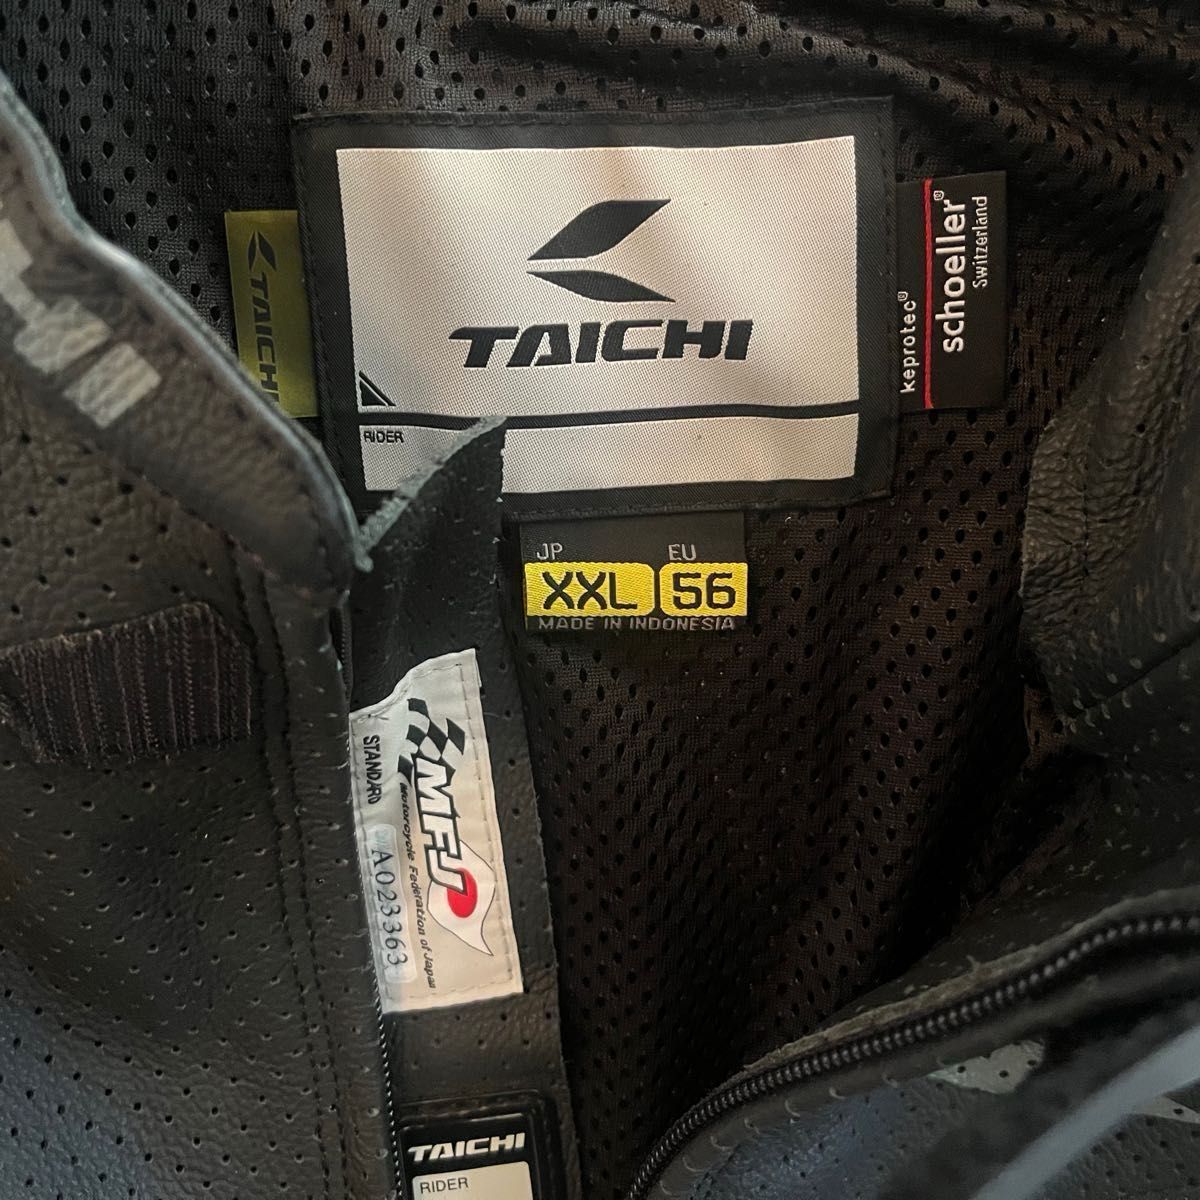 TAICHI
TAICHI
RIDER
keprotec®
schoeller®
Switzerland
JP EU
XXL 56
MADE IN INDONESIA
MFJ
Motorcycle Federation of Japan
STANDARD
A023363
TAICHI
RIDER